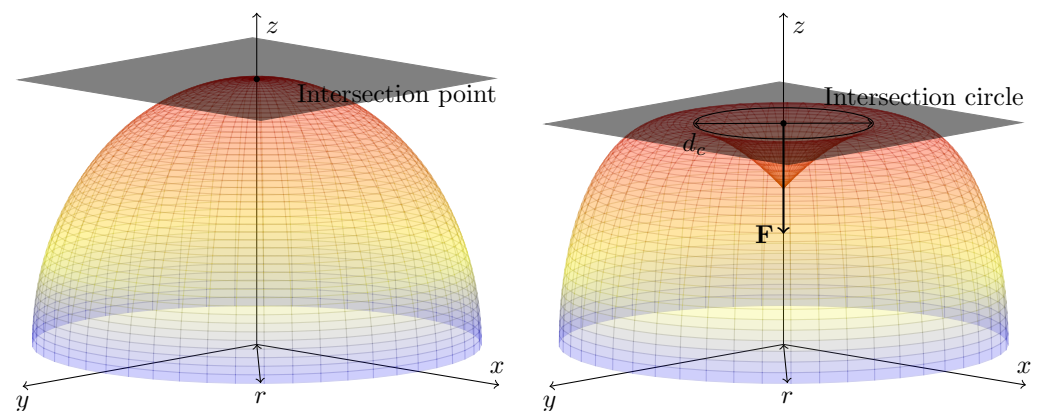 z
Intersection point
x
y
r
z
Intersection circle
d_c
F
x
y
r